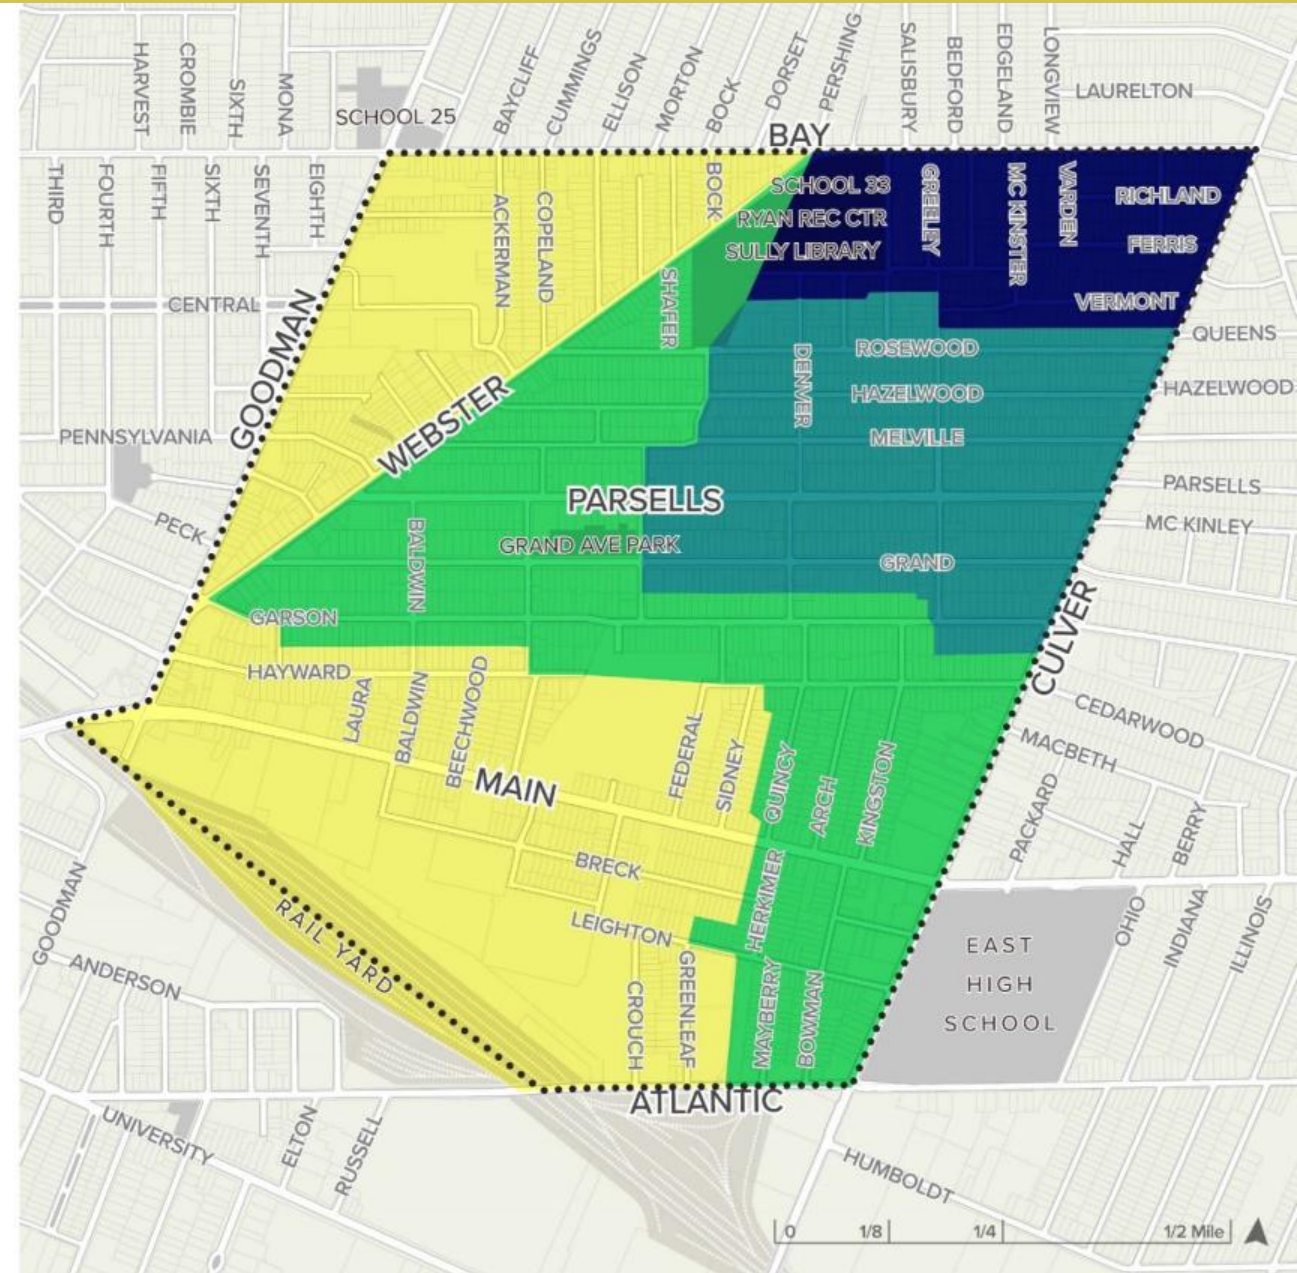 HARVEST
CROMBIE
SIXTH
MONA
SCHOOL 25
BAYCLIFF
CUMMINGS
ELLISON
MORTON
BOCK
DORSET
PERSHING
SALISBURY
BEDFORD
EDGELAND
LONGVIEW
LAURELTON
BAY
THIRD
FOURTH
FIFTH
SIXTH
SEVENTH
EIGHTH
ACKERMAN
COPELAND
BOCK
SCHOOL 33
RYAN REC CTR
SULLY LIBRARY
GREELEY
MC KINSTER
VARDEN
RICHLAND
FERRIS
VERMONT
CENTRAL
GOODMAN
SHAFER
QUEENS
DENVER
ROSEWOOD
HAZELWOOD
HAZELWOOD
WEBSTER
PENNSYLVANIA
MELVILLE
PARSELLS
PARSELLS
PECK
BALDWIN
GRAND AVE PARK
MC KINLEY
GRAND
GARSON
CULVER
HAYWARD
LAURA
BALDWIN
BEECHWOOD
FEDERAL
SIDNEY
QUINCY
ARCH
KINGSTON
CEDARWOOD
MACBETH
PACKARD
HALL
BERRY
MAIN
BRECK
LEIGHTON
HERKIMER
GOODMAN
RAIL YARD
ANDERSON
CROUCH
GREENLEAF
MAYBERRY
BOWMAN
EAST
HIGH
SCHOOL
OHIO
INDIANA
ILLINOIS
ATLANTIC
UNIVERSITY
ELTON
RUSSELL
HUMBOLDT
0 1/8 1/4 1/2 Mile